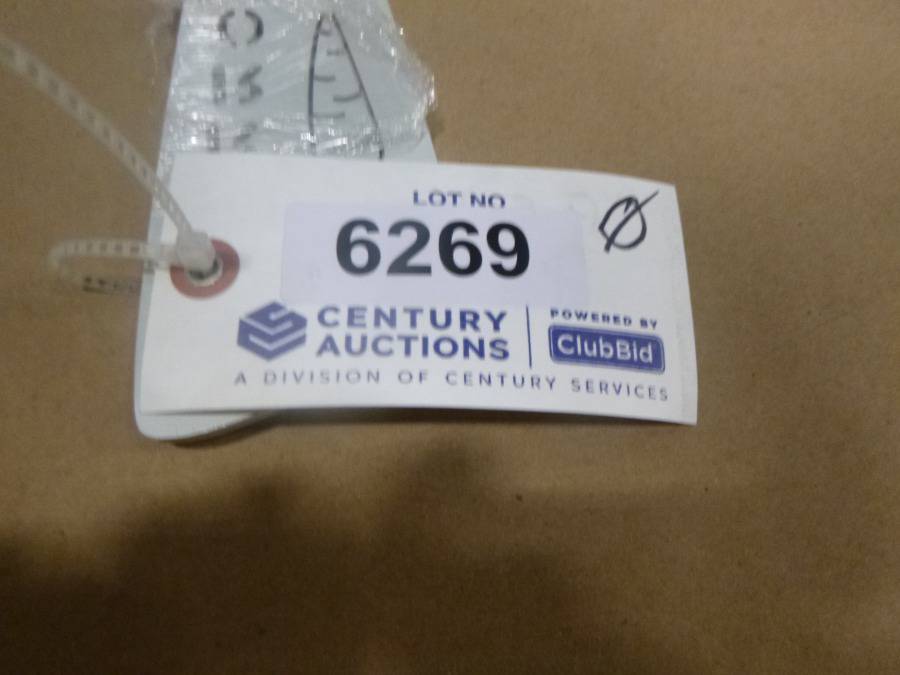 LOT NO
6269
CENTURY
AUCTIONS
POWERED BY
ClubBid
A DIVISION OF CENTURY SERVICES